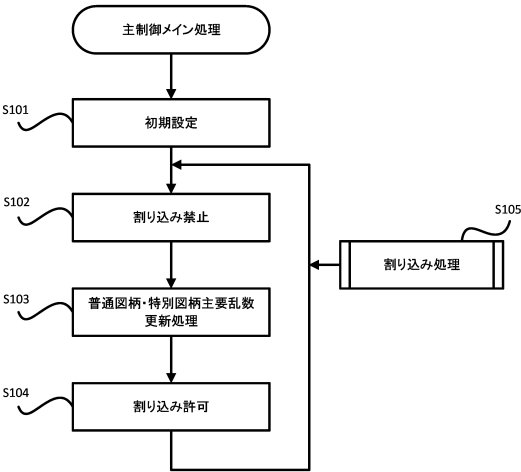 主制御メイン処理
S101
初期設定
S102
割り込み禁止
S105
割り込み処理
S103
普通図柄・特別図柄主要乱数
更新処理
S104
割り込み許可